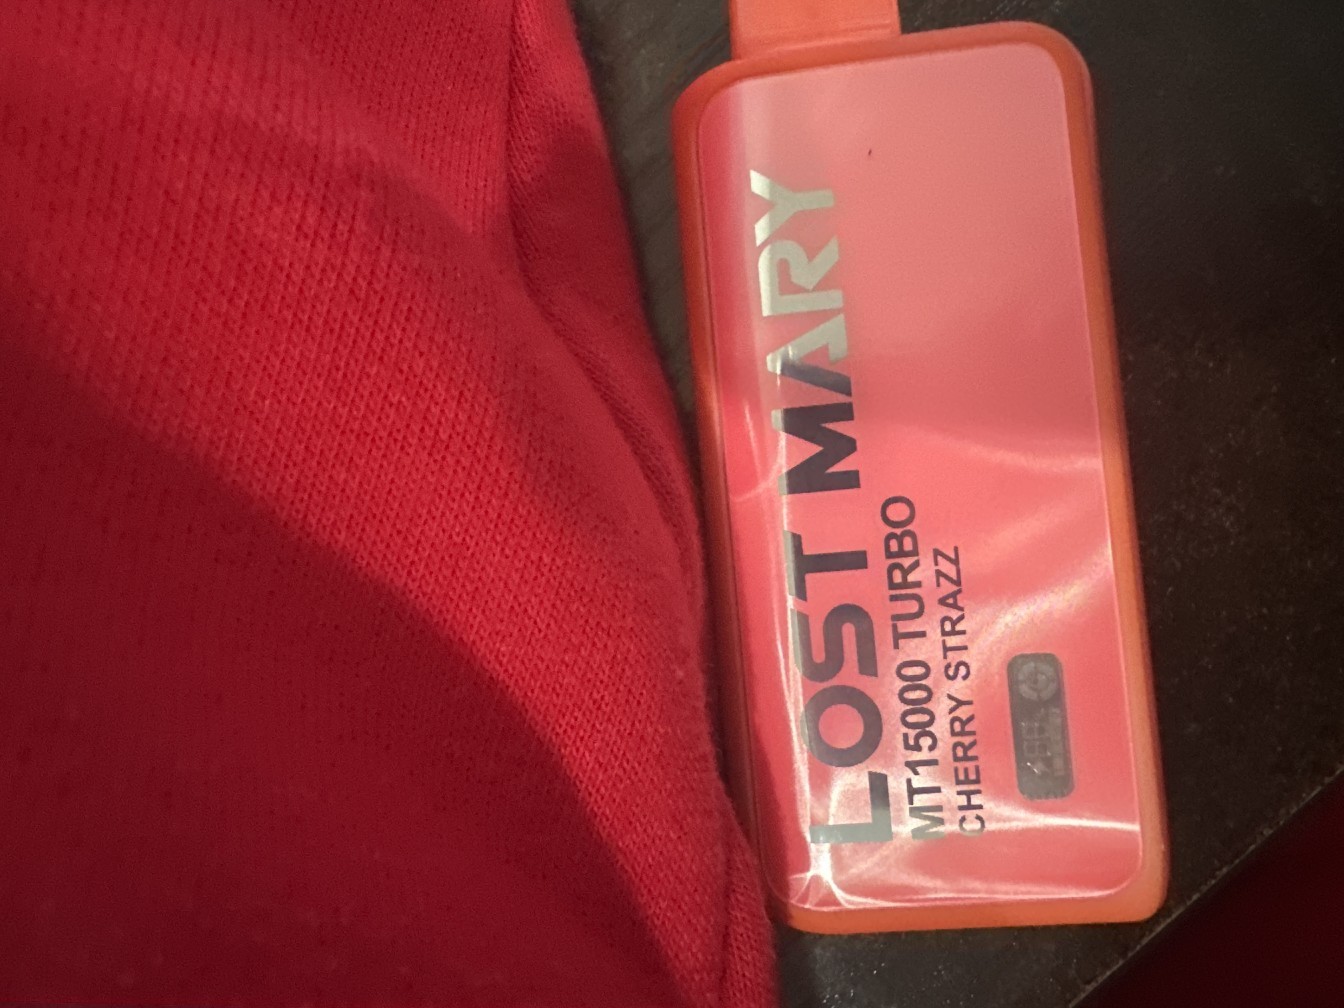 LOST MARY
MT15000 TURBO
CHERRY STRAZZ